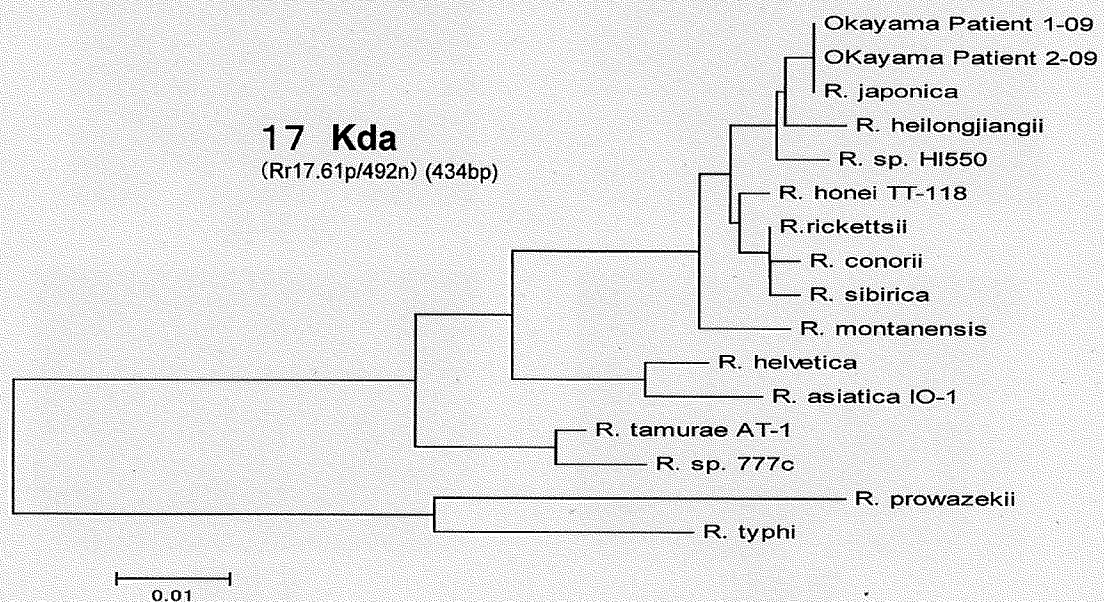 Okayama Patient 1-09
OKayama Patient 2-09
R. japonica
17 Kda
(Rr17.61p/492n) (434bp)
R. heilongjiangii
R. sp. HI550
R. honei TT-118
R.rickettsii
R. conorii
R. sibirica
R. montanensis
R. helvetica
R. asiatica IO-1
R. tamurae AT-1
R. sp. 777c
R. prowazekii
R. typhi
0.01